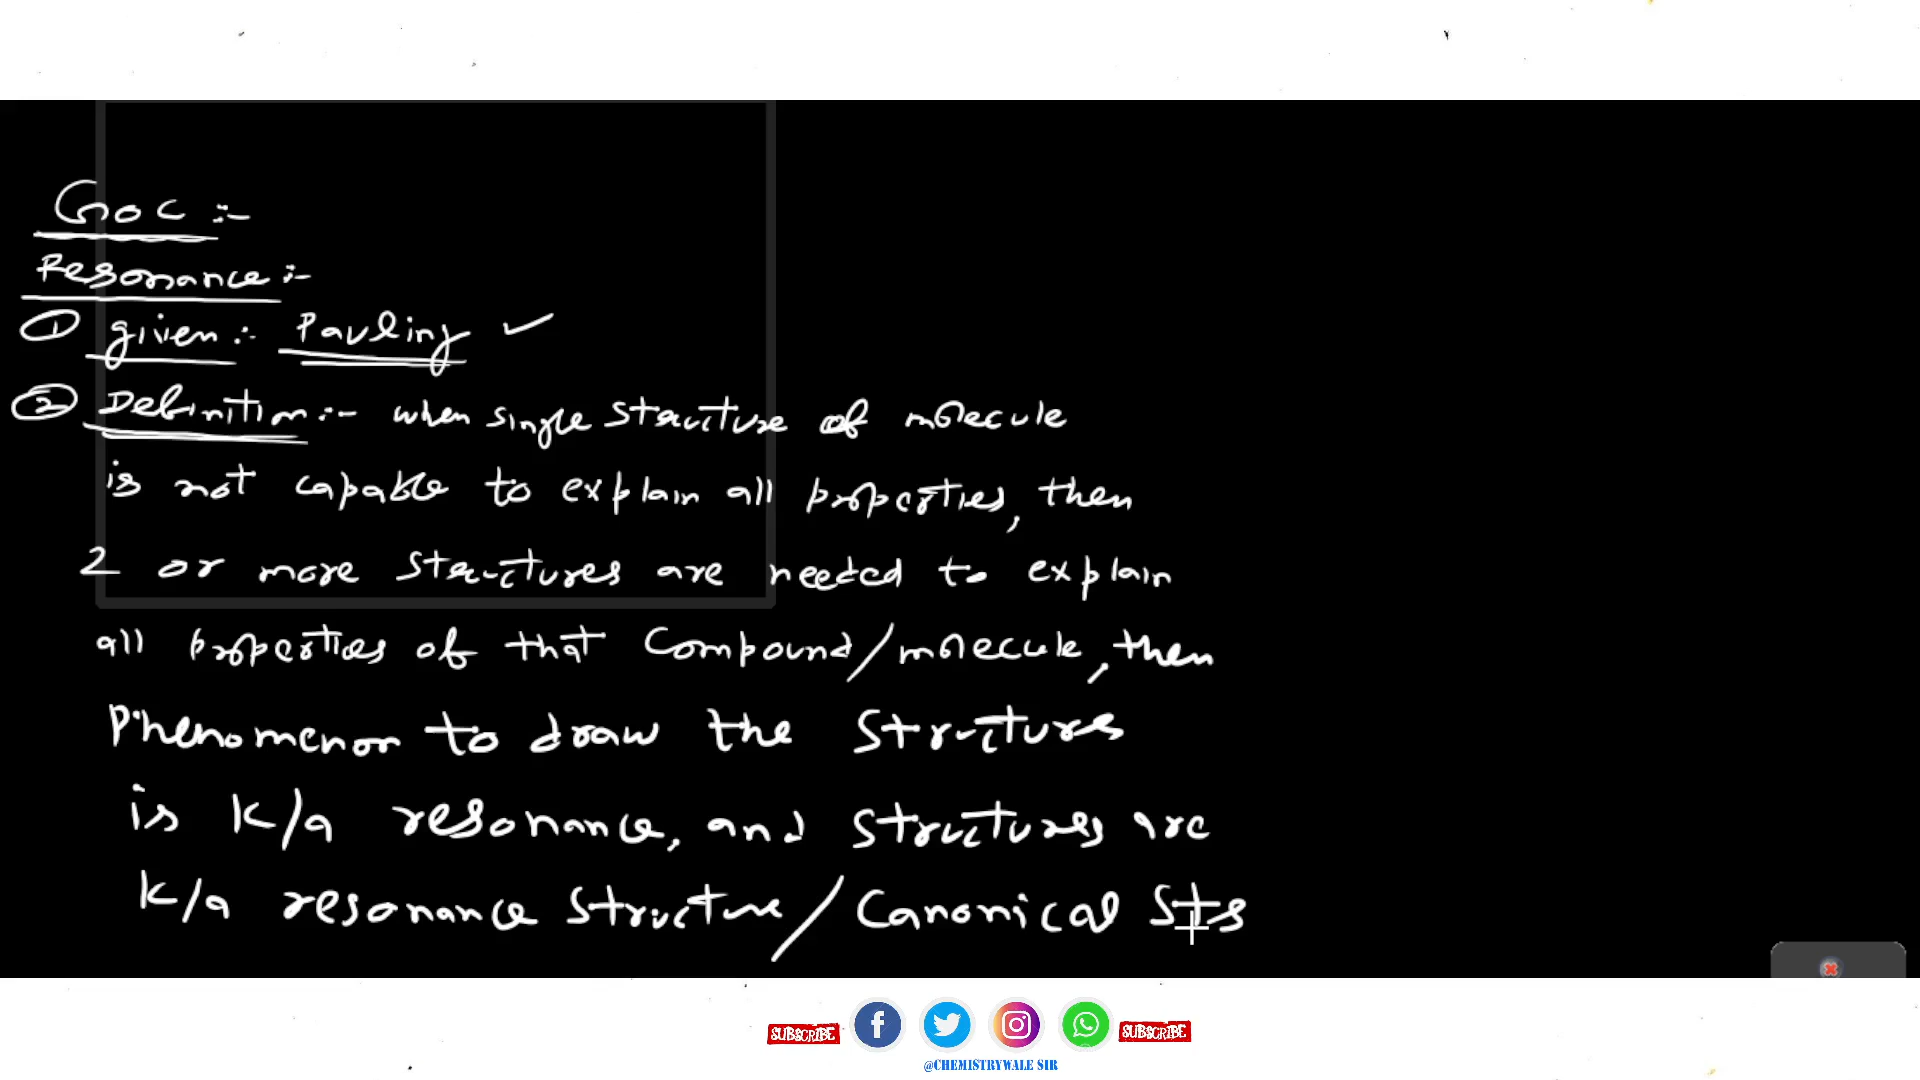 GOC :-
Resonance :-
① given :- Pauling ✓
② Definition :- when single structure of molecule
is not capable to explain all properties, then
2 or more structures are needed to explain
all properties of that Compound/molecule, then
Phenomenon to draw the structures
is k/a resonance, and structures are
k/a resonance structure/Canonical Sts
SUBSCRIBE
SUBSCRIBE
@CHEMISTRYWALE SIR